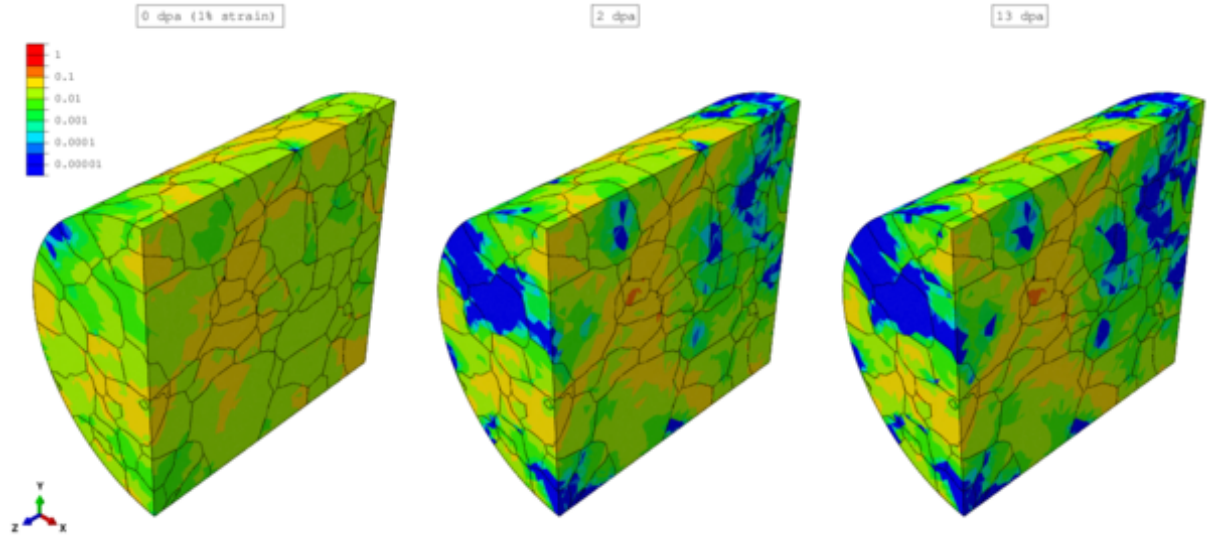 0 dpa (1% strain)
2 dpa
13 dpa
1
0.1
0.01
0.001
0.0001
0.00001
Y
Z
X